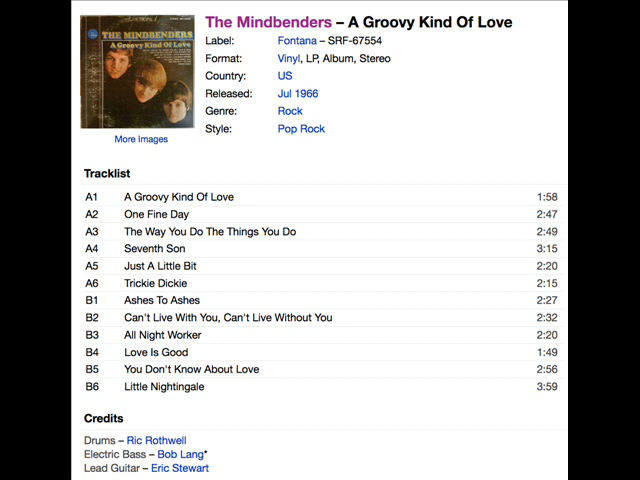 THE MINDBENDERS
A Groovy Kind Of Love
The Mindbenders – A Groovy Kind Of Love
Label: Fontana – SRF-67554
Format: Vinyl, LP, Album, Stereo
Country: US
Released: Jul 1966
Genre: Rock
Style: Pop Rock
More Images
Tracklist
A1 A Groovy Kind Of Love 1:58
A2 One Fine Day 2:47
A3 The Way You Do The Things You Do 2:49
A4 Seventh Son 3:15
A5 Just A Little Bit 2:20
A6 Trickie Dickie 2:15
B1 Ashes To Ashes 2:27
B2 Can't Live With You, Can't Live Without You 2:32
B3 All Night Worker 2:20
B4 Love Is Good 1:49
B5 You Don't Know About Love 2:56
B6 Little Nightingale 3:59
Credits
Drums – Ric Rothwell
Electric Bass – Bob Lang*
Lead Guitar – Eric Stewart